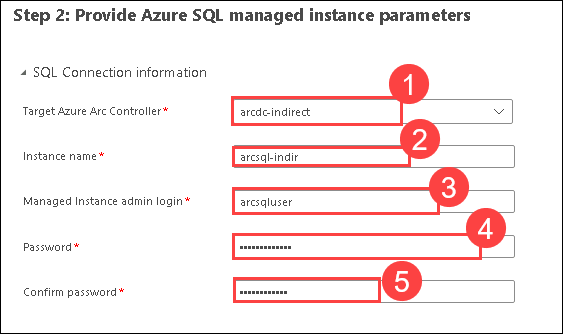 Step 2: Provide Azure SQL managed instance parameters
SQL Connection information
1
Target Azure Arc Controller* arcdc-indirect
2
Instance name* arcsql-indir
3
Managed Instance admin login* arcsqluser
4
Password* ••••••••••••
5
Confirm password* ••••••••••••